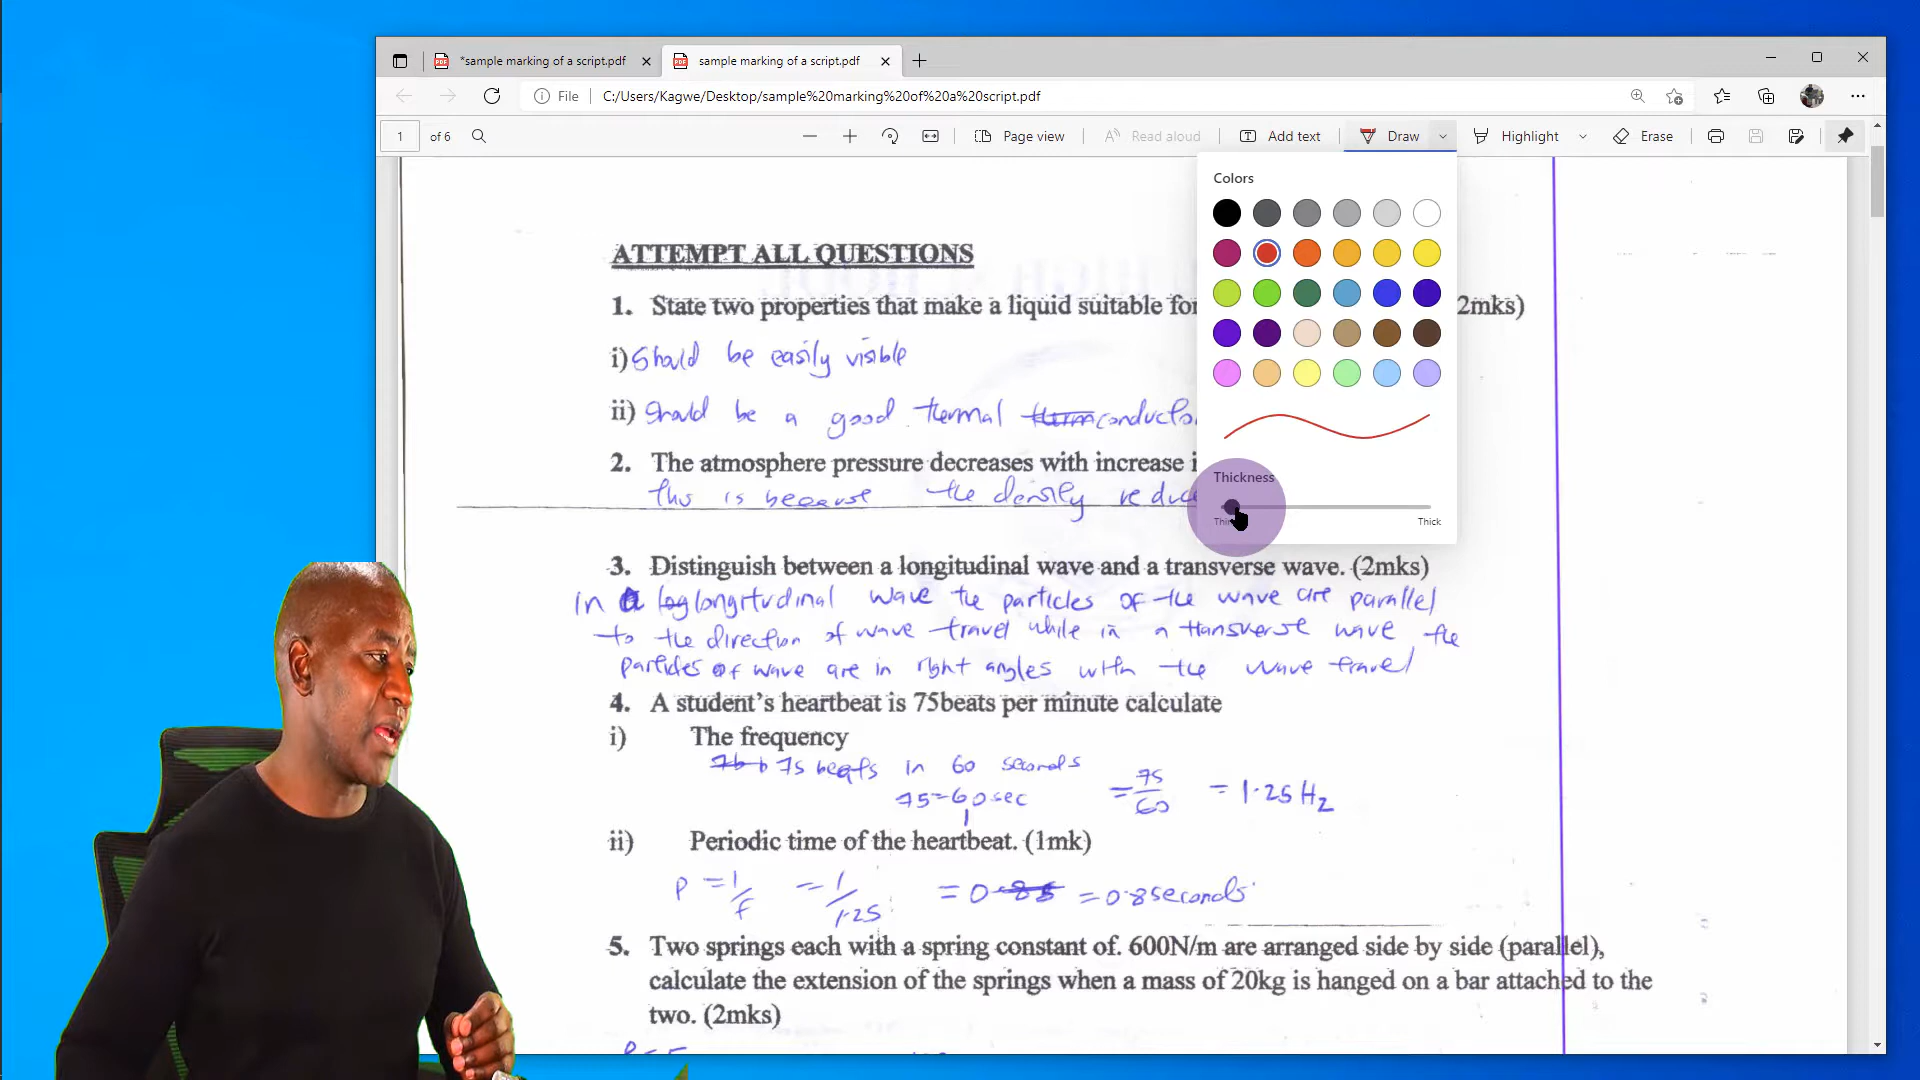 *sample marking of a script.pdf
sample marking of a script.pdf
File
C:/Users/Kagwe/Desktop/sample%20marking%20of%20a%20script.pdf
1 of 6
Page view
Read aloud
Add text
Draw
Highlight
Erase
Colors
Thickness
Thick
ATTEMPT ALL QUESTIONS
1. State two properties that make a liquid suitable for 2mks)
i) Should be easily visible
ii) Should be a good thermal conducto
2. The atmosphere pressure decreases with increase i
This is because the density reduce
3. Distinguish between a longitudinal wave and a transverse wave. (2mks)
In a longitudinal wave the particles of the wave are parallel
to the direction of wave travel while in a transverse wave the
particles of wave are in right angles with the wave travel
4. A student's heartbeat is 75beats per minute calculate
i) The frequency
75 beats in 60 seconds
75=60sec
1
= 75/60 = 1.25 Hz
ii) Periodic time of the heartbeat. (1mk)
P = 1/f = 1/1.25 = 0.85 = 0.8seconds
5. Two springs each with a spring constant of. 600N/m are arranged side by side (parallel),
calculate the extension of the springs when a mass of 20kg is hanged on a bar attached to the
two. (2mks)